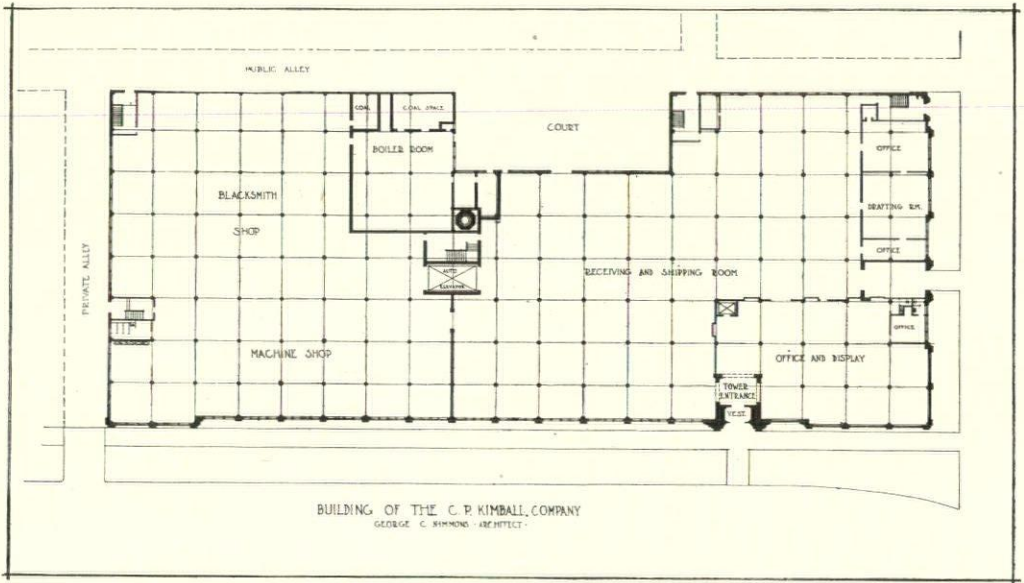 PUBLIC ALLEY
COAL
COAL SPACE
COURT
BOILER ROOM
OFFICE
BLACKSMITH
SHOP
DRAFTING RM.
OFFICE
PRIVATE ALLEY
AUTO
ELEVATOR
RECEIVING AND SHIPPING ROOM
OFFICE
MACHINE SHOP
OFFICE AND DISPLAY
TOWER
ENTRANCE
VEST.
BUILDING OF THE C. P. KIMBALL COMPANY
GEORGE C NIMMONS - ARCHITECT -